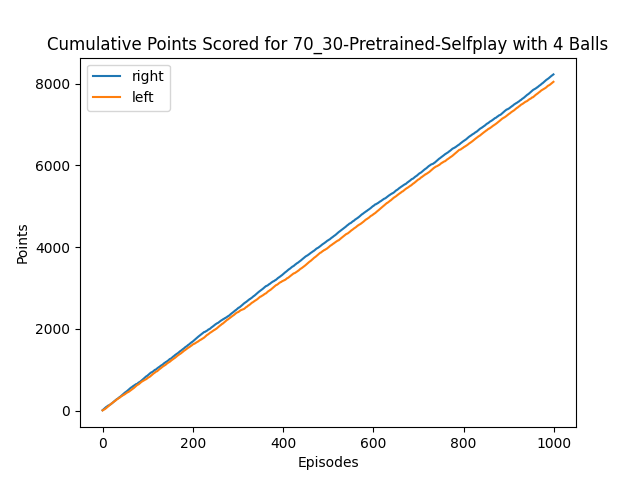 Cumulative Points Scored for 70_30-Pretrained-Selfplay with 4 Balls
right
left
8000
6000
4000
2000
0
Points
0 200 400 600 800 1000
Episodes